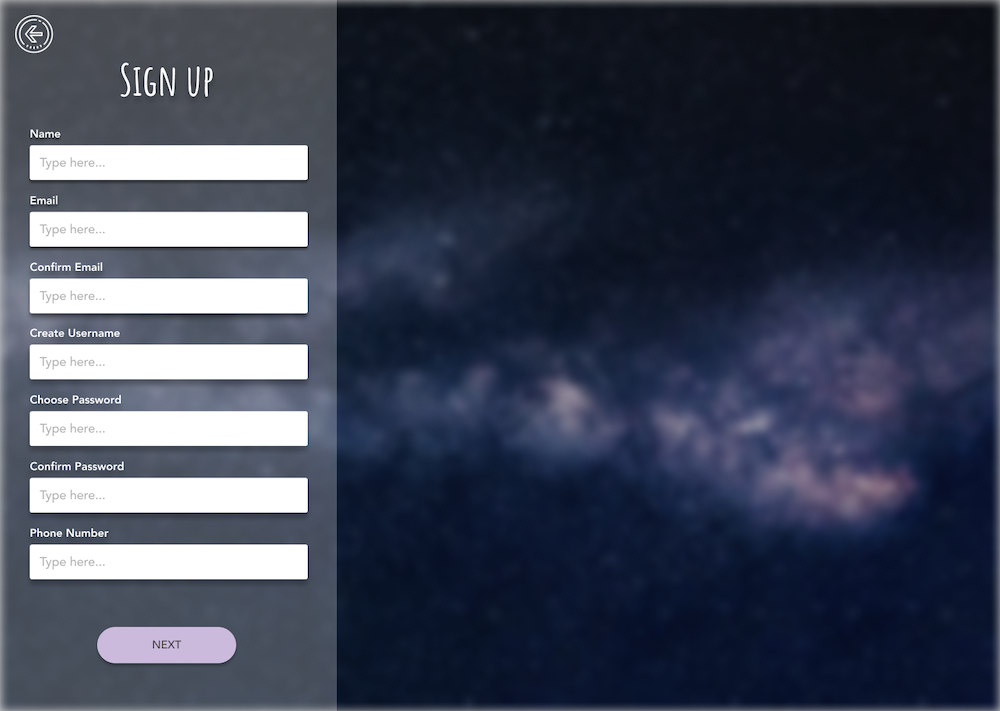 Sign up
Name
Type here...
Email
Type here...
Confirm Email
Type here...
Create Username
Type here...
Choose Password
Type here...
Confirm Password
Type here...
Phone Number
Type here...
NEXT